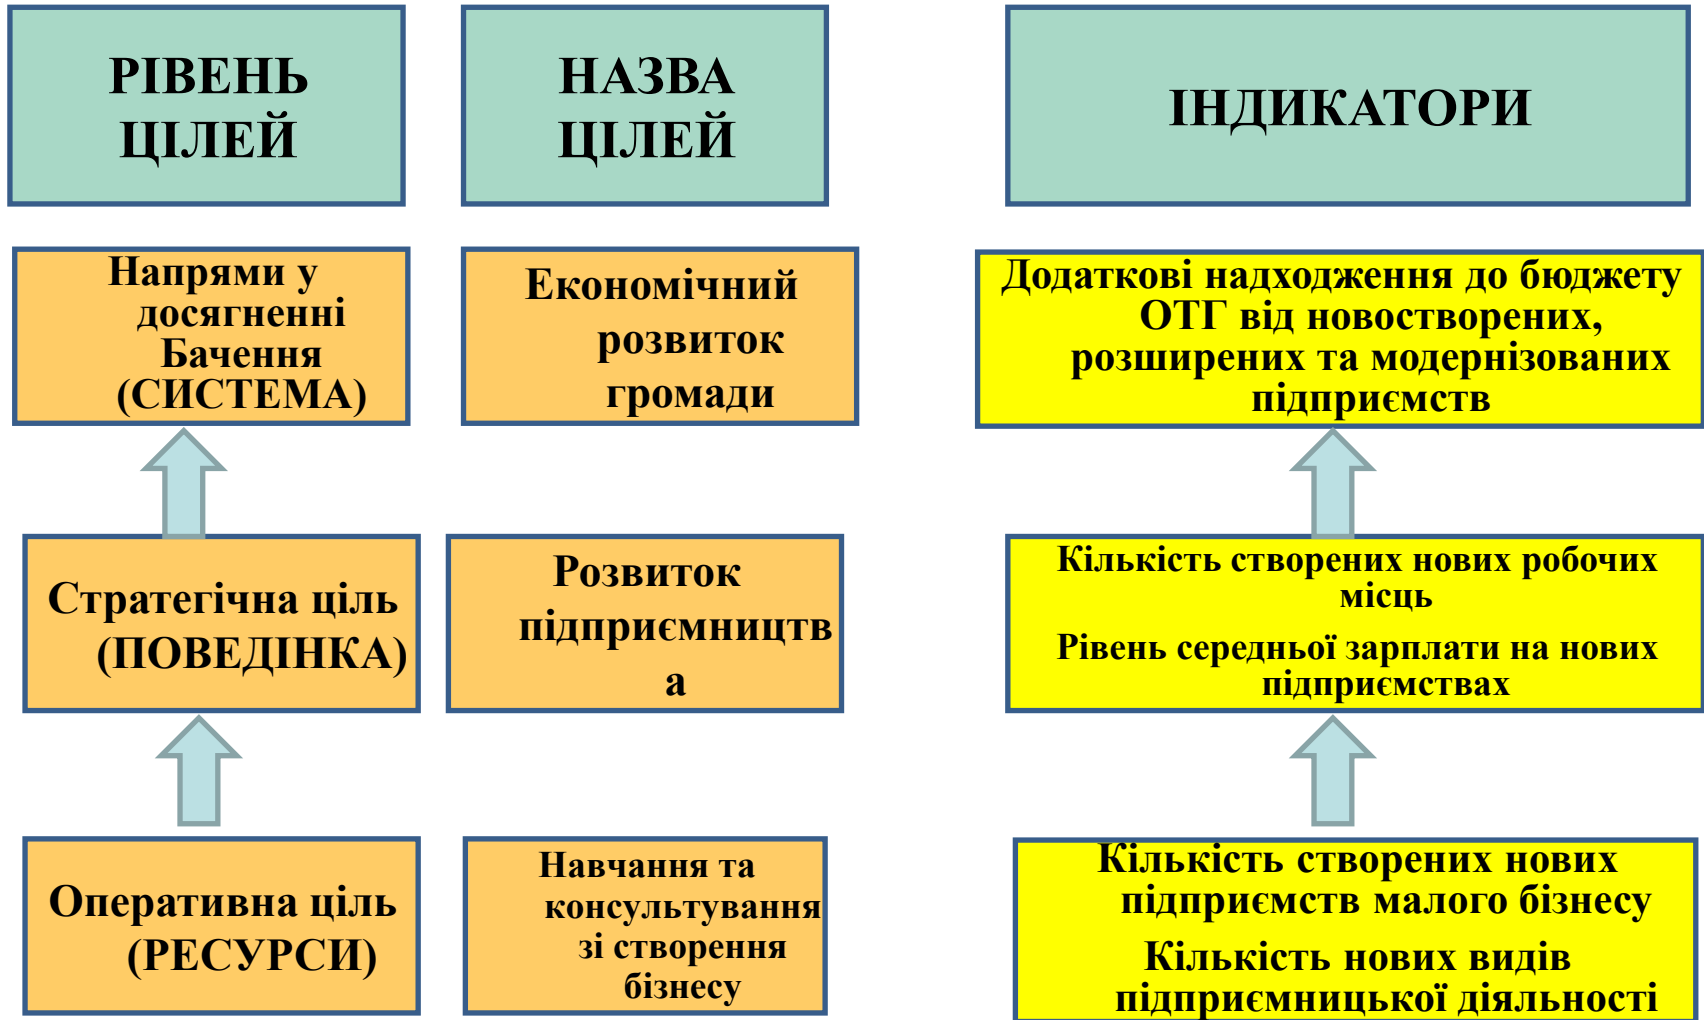 РІВЕНЬ
ЦІЛЕЙ
НАЗВА
ЦІЛЕЙ
ІНДИКАТОРИ
Напрями у
досягненні
Бачення
(СИСТЕМА)
Економічний
розвиток
громади
Додаткові надходження до бюджету
ОТГ від новостворених,
розширених та модернізованих
підприємств
Стратегічна ціль
(ПОВЕДІНКА)
Розвиток
підприємництв
а
Кількість створених нових робочих
місць
Рівень середньої зарплати на нових
підприємствах
Оперативна ціль
(РЕСУРСИ)
Навчання та
консультування
зі створення
бізнесу
Кількість створених нових
підприємств малого бізнесу
Кількість нових видів
підприємницької діяльності